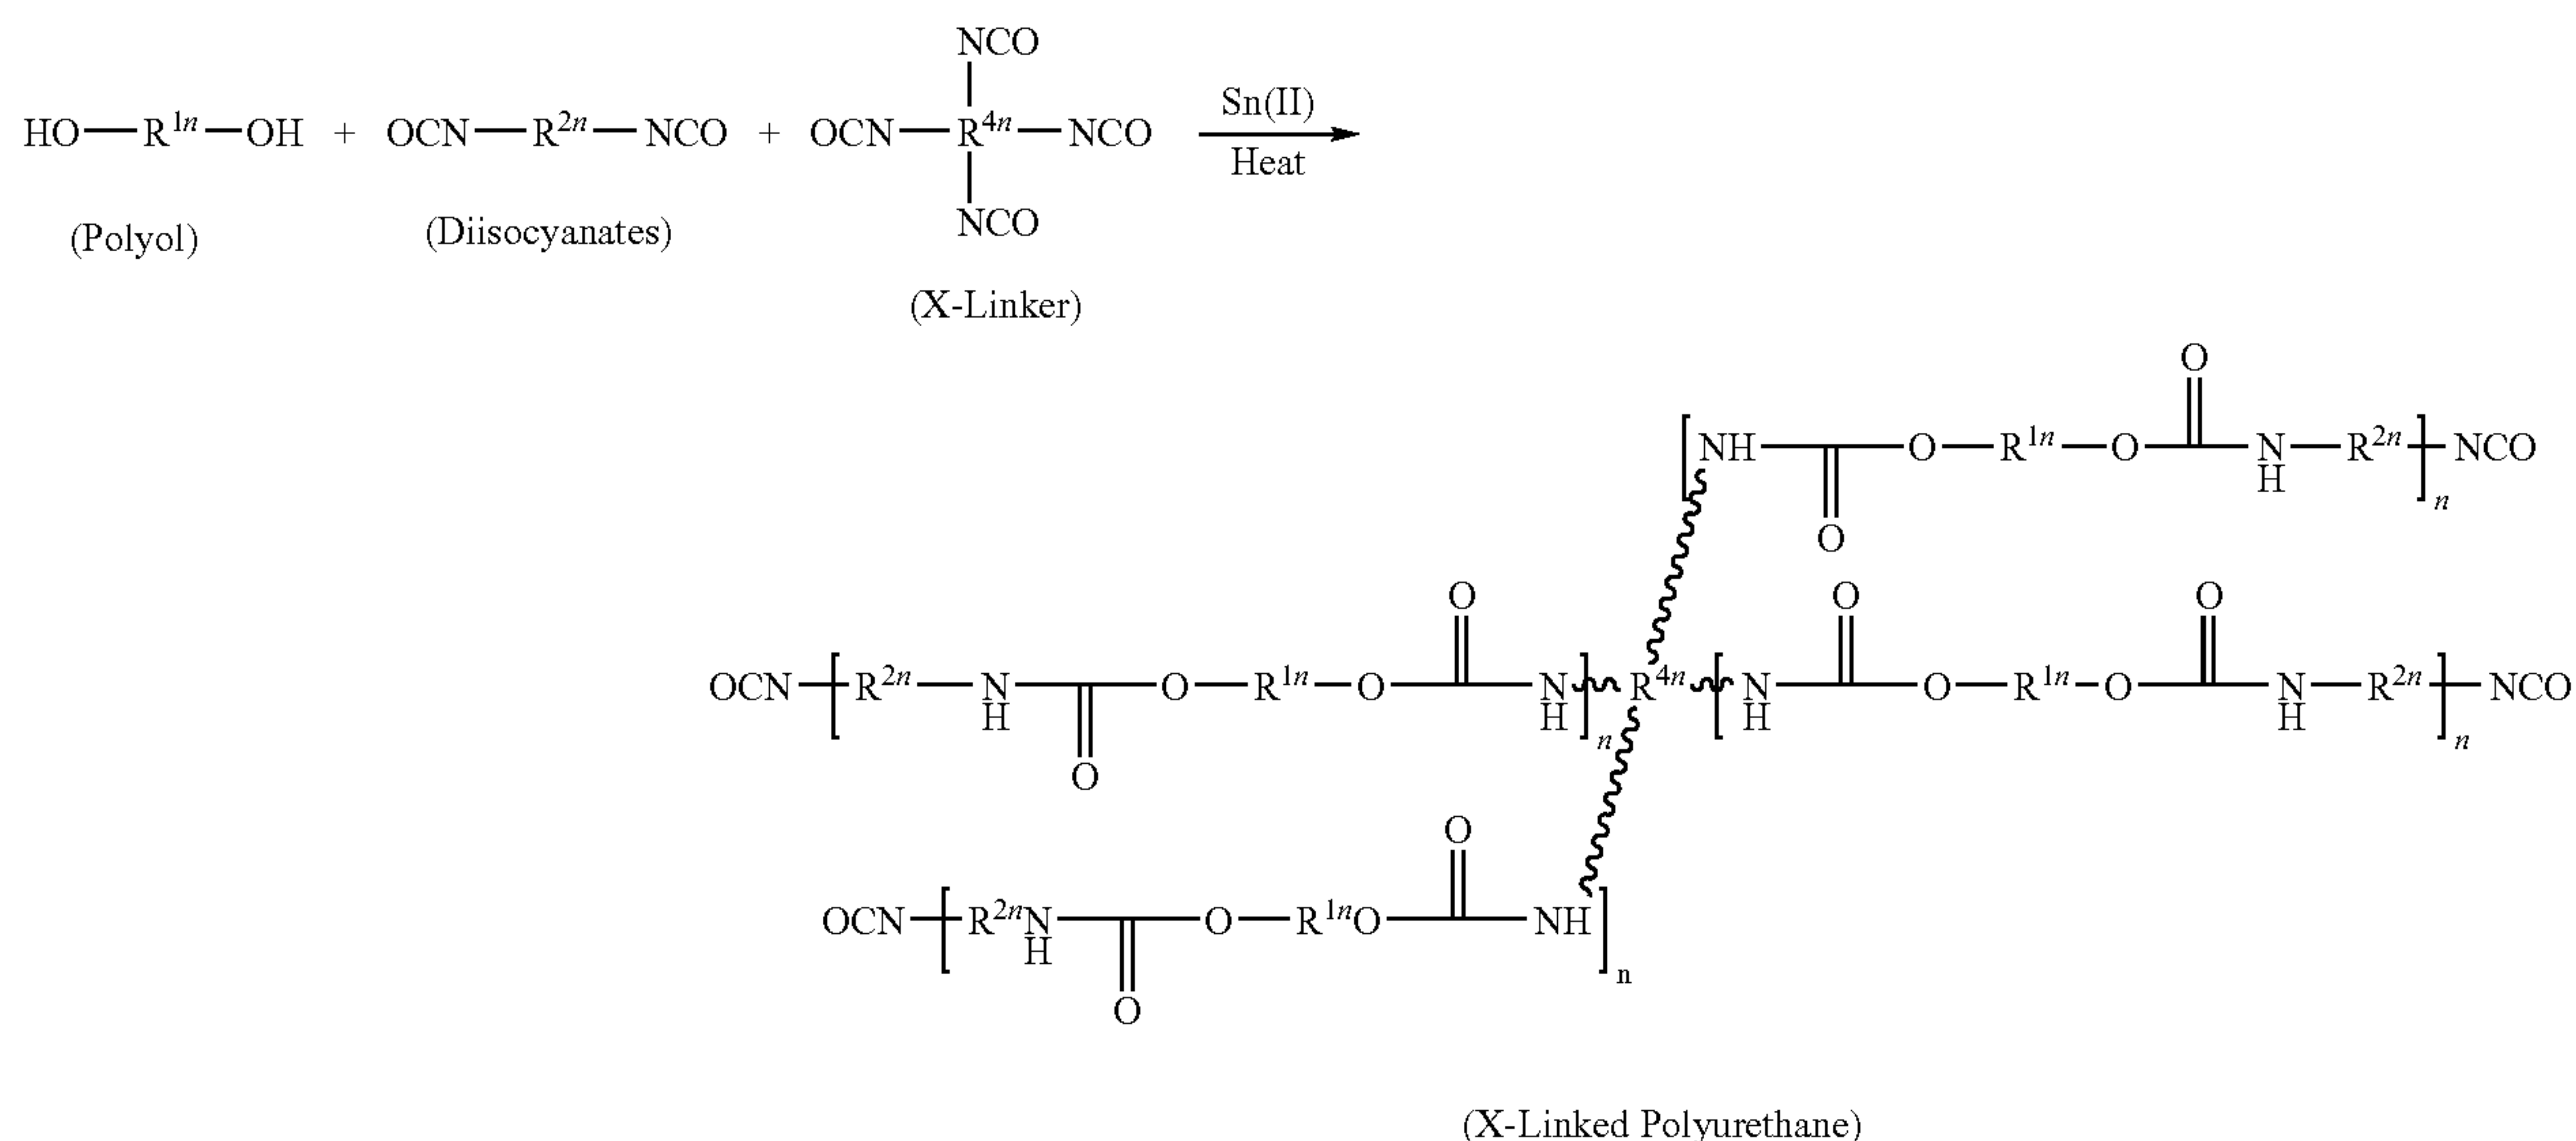 NCO
HO—R1n—OH + OCN—R2n—NCO + OCN—R4n—NCO Sn(II)
Heat
NCO
(Polyol) (Diisocyanates)
(X-Linker)
O
[NH O—R1n—O N—R2n]n NCO
H
O
O O O
OCN [R2n—N O—R1n—O N]n R4n [N O—R1n—O N—R2n]n NCO
H H H H
O
O
OCN [R2nN O—R1nO NH]n
H
O
(X-Linked Polyurethane)